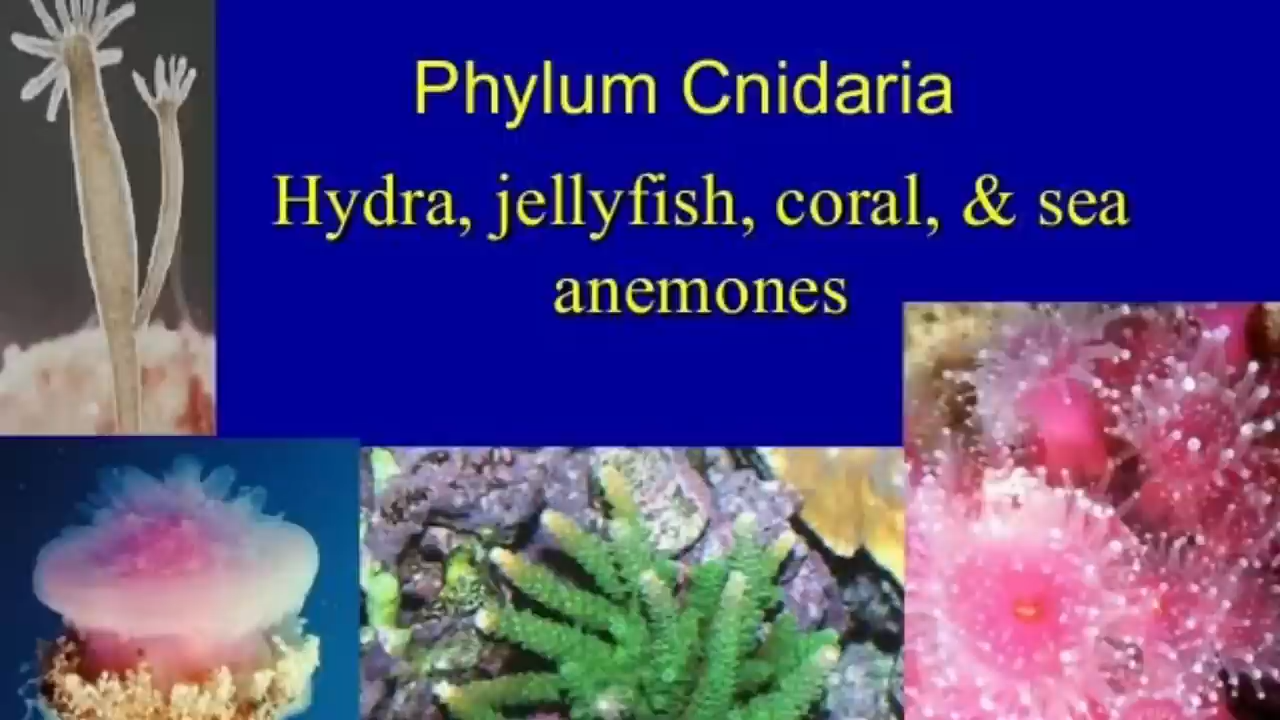 Phylum Cnidaria
Hydra, jellyfish, coral, & sea
anemones